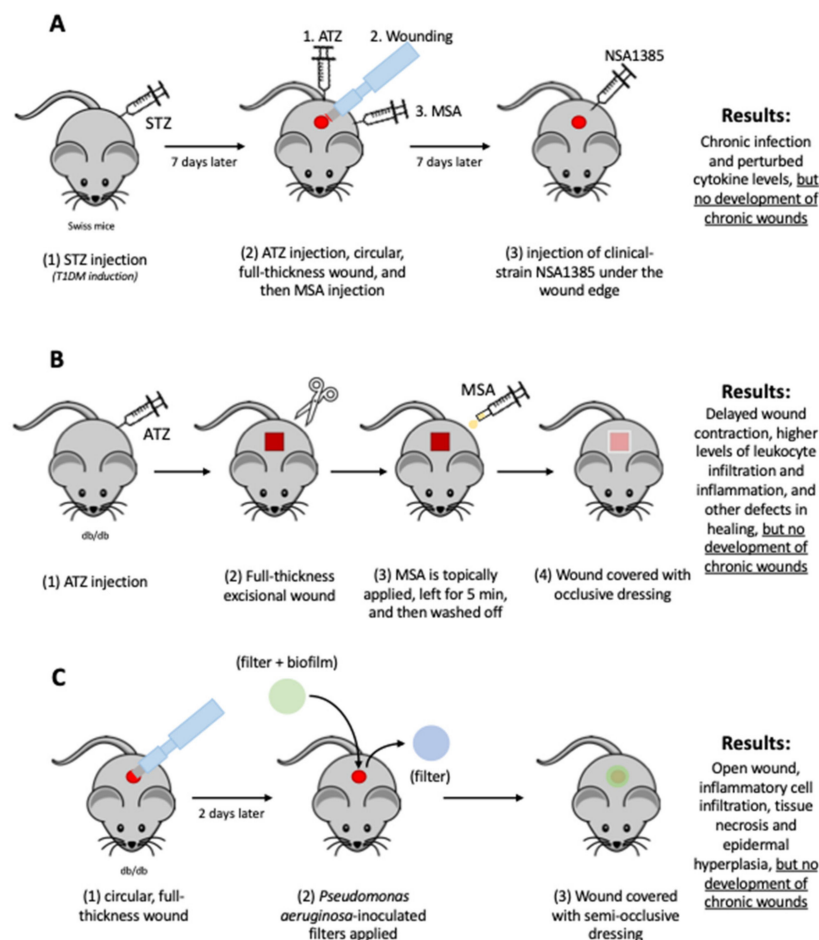 A
1. ATZ
2. Wounding
NSA1385
STZ
3. MSA
7 days later
7 days later
Swiss mice
(1) STZ injection
(T1DM induction)
(2) ATZ injection, circular,
full-thickness wound, and
then MSA injection
(3) injection of clinical-
strain NSA1385 under the
wound edge
Results:
Chronic infection
and perturbed
cytokine levels, but
no development of
chronic wounds
B
ATZ
MSA
db/db
(1) ATZ injection
(2) Full-thickness
excisional wound
(3) MSA is topically
applied, left for 5 min,
and then washed off
(4) Wound covered with
occlusive dressing
Results:
Delayed wound
contraction, higher
levels of leukocyte
infiltration and
inflammation, and
other defects in
healing, but no
development of
chronic wounds
C
(filter + biofilm)
(filter)
2 days later
db/db
(1) circular, full-
thickness wound
(2) Pseudomonas
aeruginosa-inoculated
filters applied
(3) Wound covered
with semi-occlusive
dressing
Results:
Open wound,
inflammatory cell
infiltration, tissue
necrosis and
epidermal
hyperplasia, but no
development of
chronic wounds